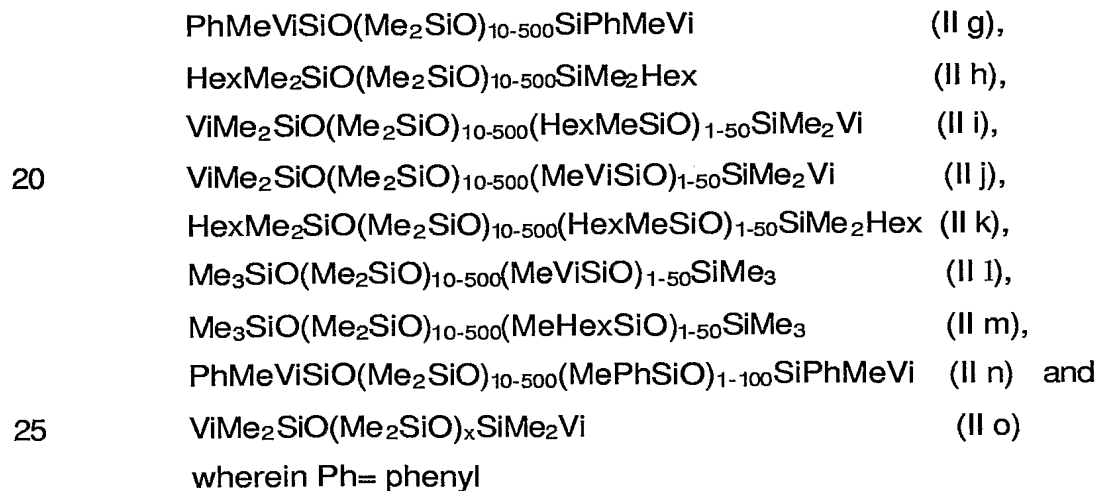 PhMeViSiO(Me₂SiO)₁₀₋₅₀₀SiPhMeVi (II g),
HexMe₂SiO(Me₂SiO)₁₀₋₅₀₀SiMe₂Hex (II h),
ViMe₂SiO(Me₂SiO)₁₀₋₅₀₀(HexMeSiO)₁₋₅₀SiMe₂Vi (II i),
20 ViMe₂SiO(Me₂SiO)₁₀₋₅₀₀(MeViSiO)₁₋₅₀SiMe₂Vi (II j),
HexMe₂SiO(Me₂SiO)₁₀₋₅₀₀(HexMeSiO)₁₋₅₀SiMe₂Hex (II k),
Me₃SiO(Me₂SiO)₁₀₋₅₀₀(MeViSiO)₁₋₅₀SiMe₃ (II l),
Me₃SiO(Me₂SiO)₁₀₋₅₀₀(MeHexSiO)₁₋₅₀SiMe₃ (II m),
PhMeViSiO(Me₂SiO)₁₀₋₅₀₀(MePhSiO)₁₋₁₀₀SiPhMeVi (II n) and
25 ViMe₂SiO(Me₂SiO)ₓSiMe₂Vi (II o)
wherein Ph= phenyl